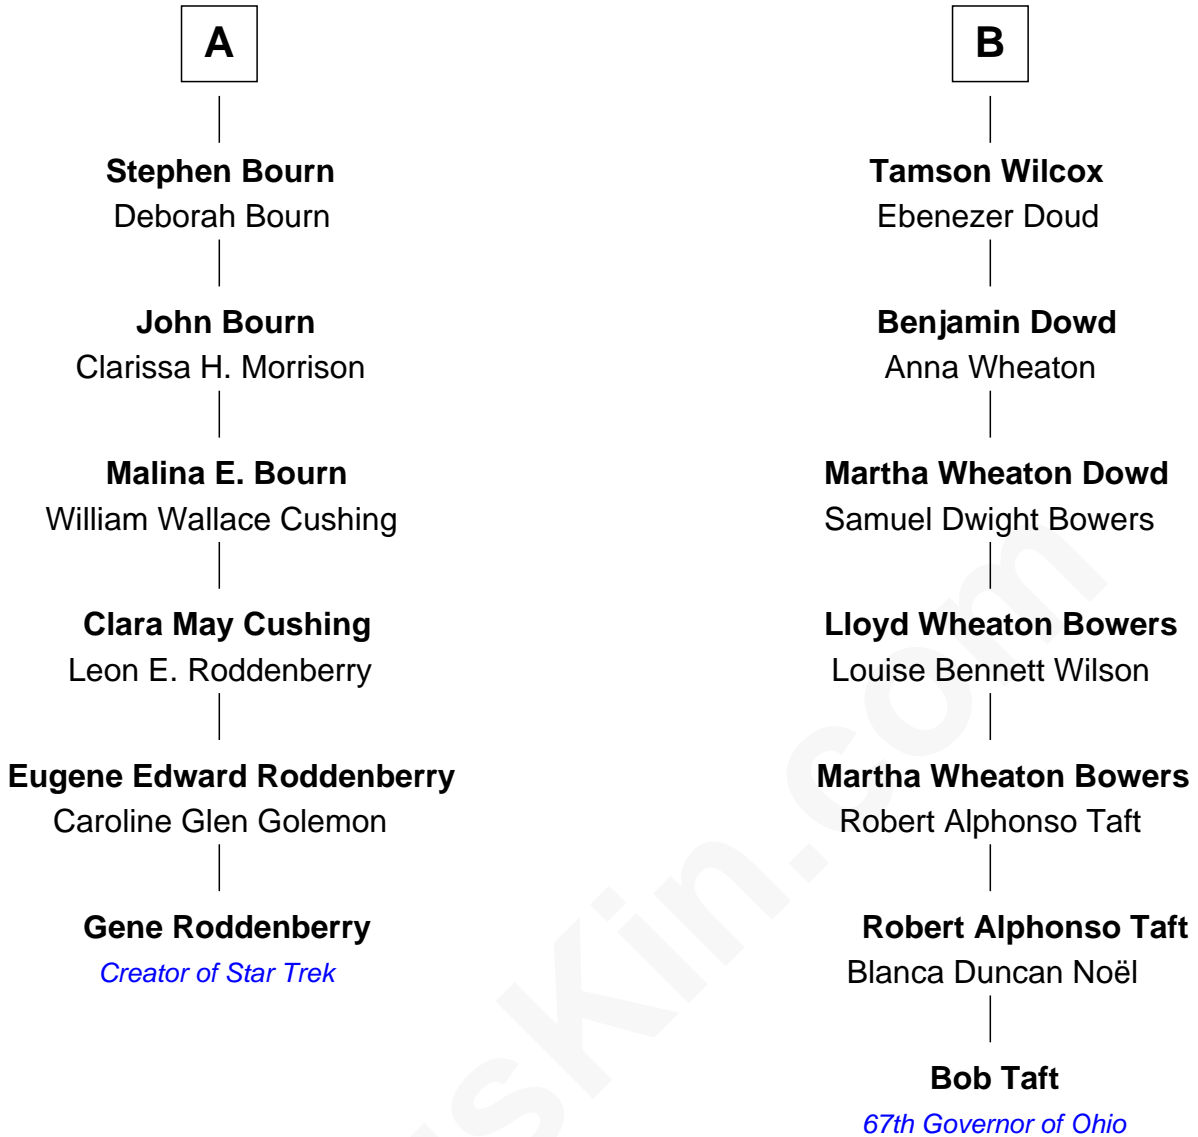 A
Stephen Bourn
Deborah Bourn
John Bourn
Clarissa H. Morrison
Malina E. Bourn
William Wallace Cushing
Clara May Cushing
Leon E. Roddenberry
Eugene Edward Roddenberry
Caroline Glen Golemon
Gene Roddenberry
Creator of Star Trek
B
Tamson Wilcox
Ebenezer Doud
Benjamin Dowd
Anna Wheaton
Martha Wheaton Dowd
Samuel Dwight Bowers
Lloyd Wheaton Bowers
Louise Bennett Wilson
Martha Wheaton Bowers
Robert Alphonso Taft
Robert Alphonso Taft
Blanca Duncan Noël
Bob Taft
67th Governor of Ohio